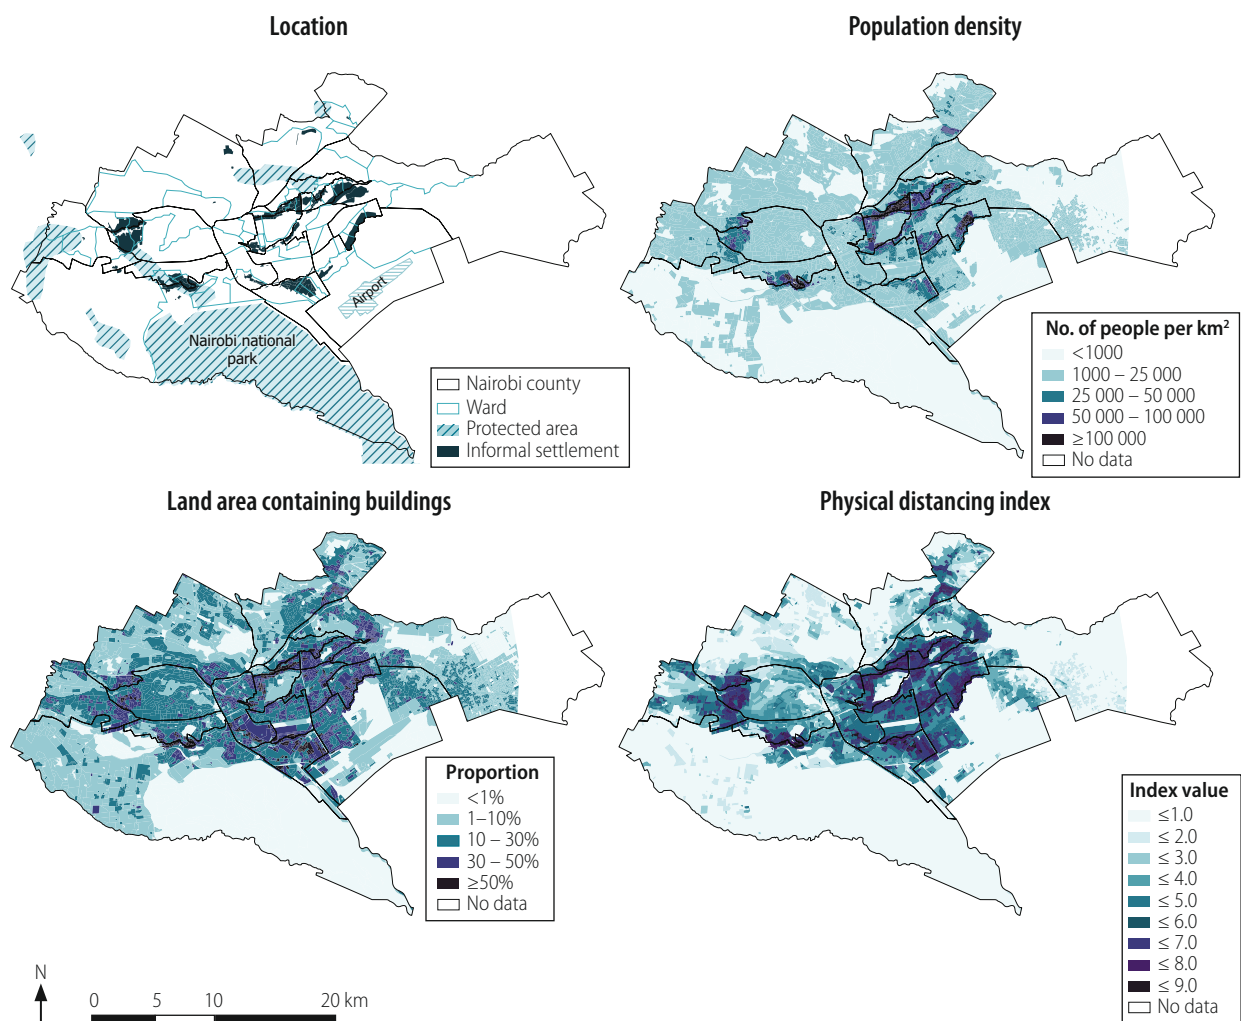 Location
Airport
Nairobi national
park
Nairobi county
Ward
Protected area
Informal settlement
Population density
No. of people per km²
<1000
1000 – 25 000
25 000 – 50 000
50 000 – 100 000
≥100 000
No data
Land area containing buildings
Proportion
<1%
1–10%
10 – 30%
30 – 50%
≥50%
No data
Physical distancing index
Index value
≤1.0
≤ 2.0
≤ 3.0
≤ 4.0
≤ 5.0
≤ 6.0
≤ 7.0
≤ 8.0
≤ 9.0
No data
N
0 5 10 20 km